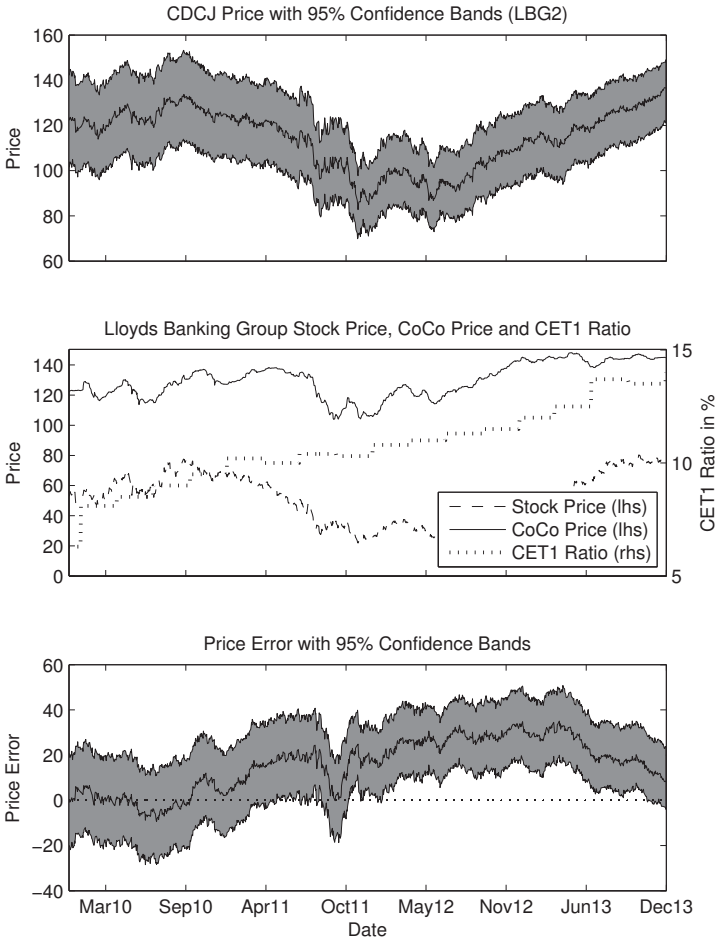 CDCJ Price with 95% Confidence Bands (LBG2)
160
140
120
100
80
60
Price
Lloyds Banking Group Stock Price, CoCo Price and CET1 Ratio
140
120
100
80
60
40
20
0
Price
15
10
5
CET1 Ratio in %
Stock Price (lhs)
CoCo Price (lhs)
CET1 Ratio (rhs)
Price Error with 95% Confidence Bands
60
40
20
0
−20
−40
Price Error
Mar10 Sep10 Apr11 Oct11 May12 Nov12 Jun13 Dec13
Date